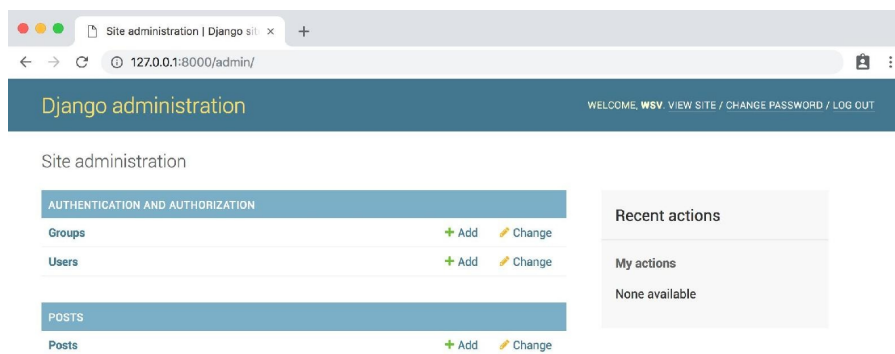 Site administration | Django sit
127.0.0.1:8000/admin/
Django administration
WELCOME, WSV. VIEW SITE / CHANGE PASSWORD / LOG OUT
Site administration
AUTHENTICATION AND AUTHORIZATION
Groups + Add Change
Users + Add Change
POSTS
Posts + Add Change
Recent actions
My actions
None available